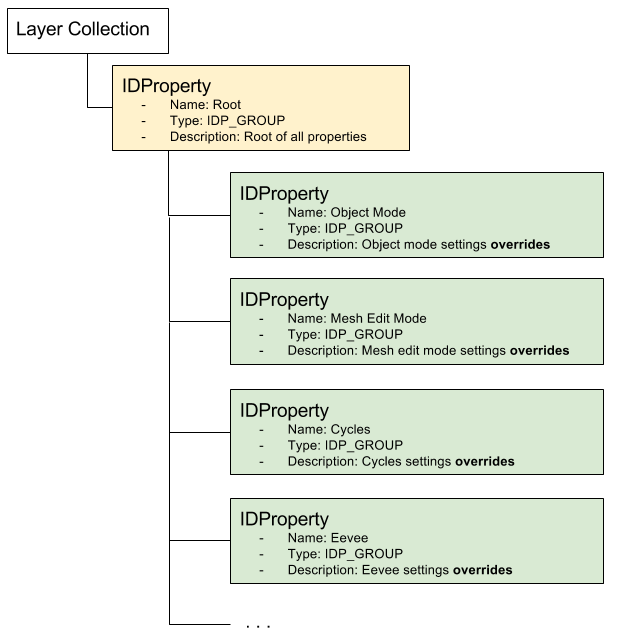 Layer Collection
IDProperty
- Name: Root
- Type: IDP_GROUP
- Description: Root of all properties
IDProperty
- Name: Object Mode
- Type: IDP_GROUP
- Description: Object mode settings overrides
IDProperty
- Name: Mesh Edit Mode
- Type: IDP_GROUP
- Description: Mesh edit mode settings overrides
IDProperty
- Name: Cycles
- Type: IDP_GROUP
- Description: Cycles settings overrides
IDProperty
- Name: Eevee
- Type: IDP_GROUP
- Description: Eevee settings overrides
. . .